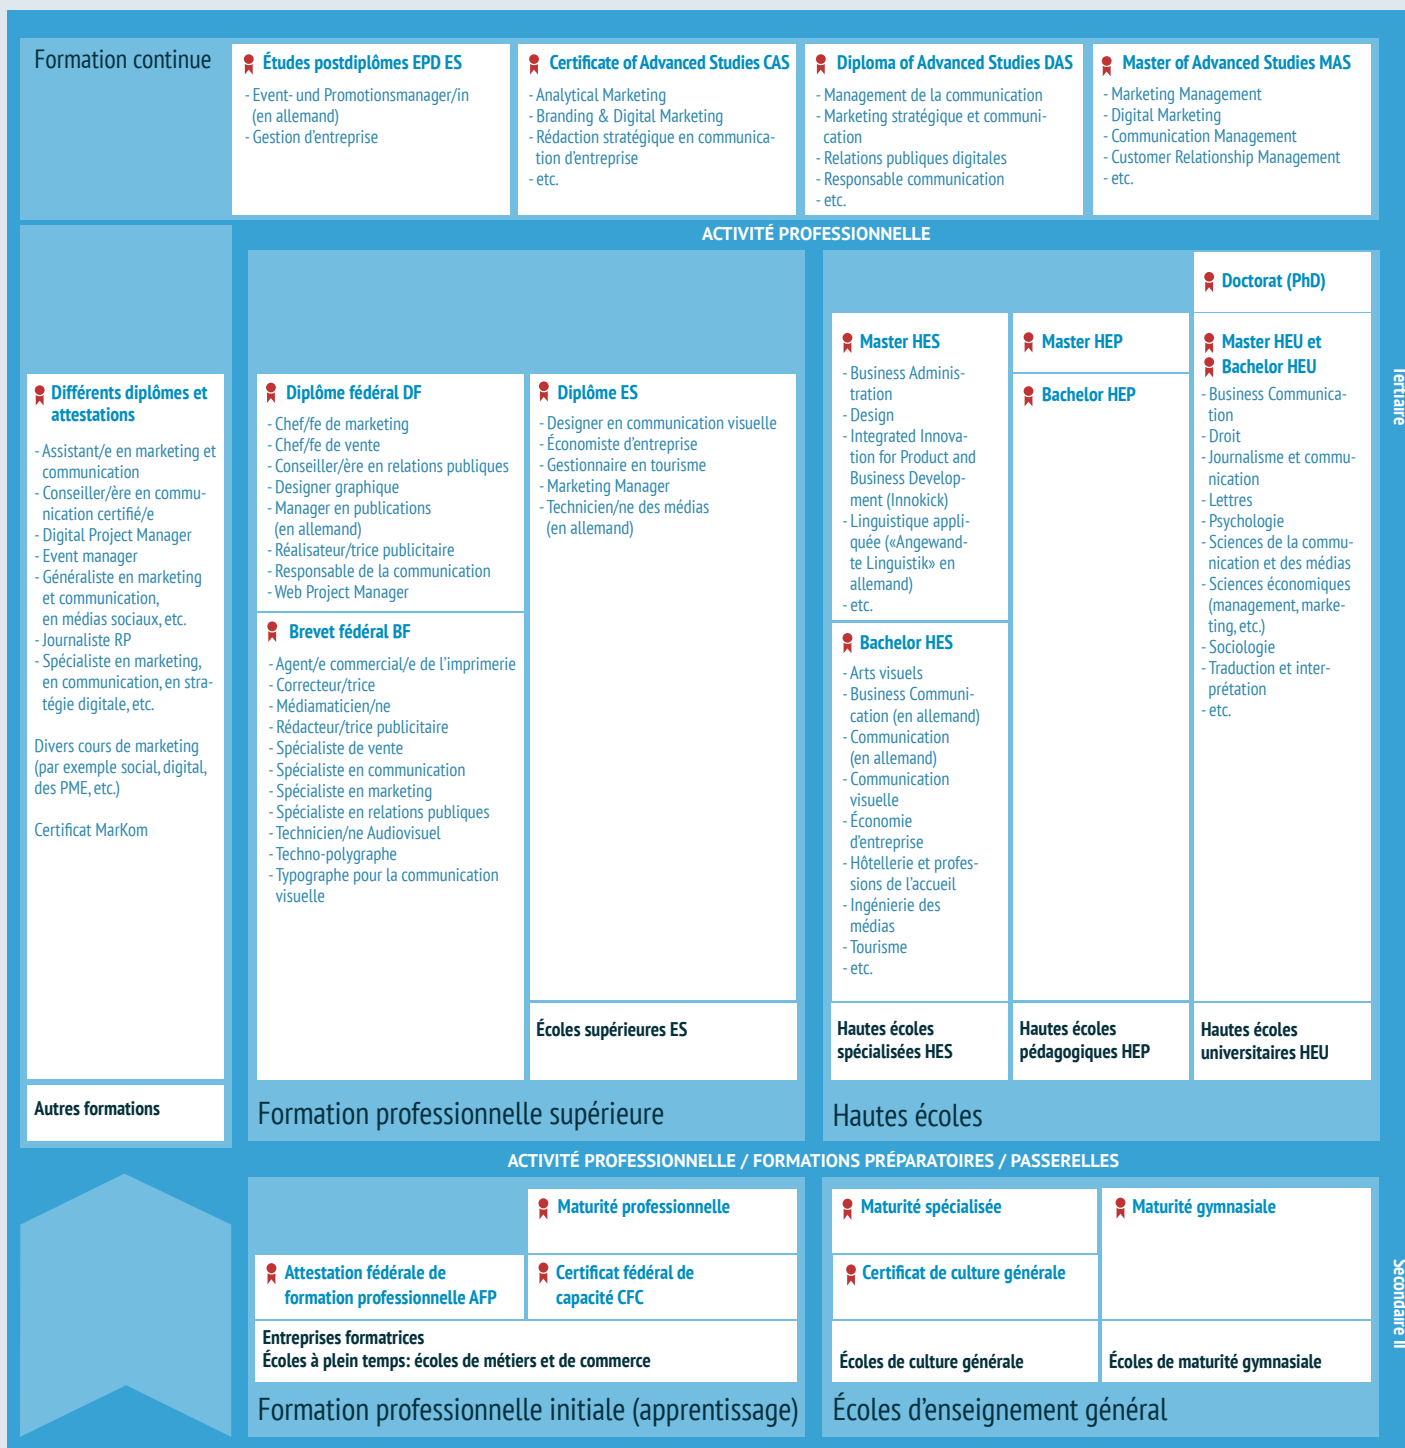 Formation continue
Études postdiplômes EPD ES
- Event- und Promotionsmanager/in
(en allemand)
- Gestion d'entreprise
Certificate of Advanced Studies CAS
- Analytical Marketing
- Branding & Digital Marketing
- Rédaction stratégique en communica-
tion d'entreprise
- etc.
Diploma of Advanced Studies DAS
- Management de la communication
- Marketing stratégique et communi-
cation
- Relations publiques digitales
- Responsable communication
- etc.
Master of Advanced Studies MAS
- Marketing Management
- Digital Marketing
- Communication Management
- Customer Relationship Management
- etc.
ACTIVITÉ PROFESSIONNELLE
Différents diplômes et
attestations
- Assistant/e en marketing et
communication
- Conseiller/ère en commu-
nication certifié/e
- Digital Project Manager
- Event manager
- Généraliste en marketing
et communication,
en médias sociaux, etc.
- Journaliste RP
- Spécialiste en marketing,
en communication, en stra-
tégie digitale, etc.
Divers cours de marketing
(par exemple social, digital,
des PME, etc.)
Certificat MarKom
Autres formations
Diplôme fédéral DF
- Chef/fe de marketing
- Chef/fe de vente
- Conseiller/ère en relations publiques
- Designer graphique
- Manager en publications
(en allemand)
- Réalisateur/trice publicitaire
- Responsable de la communication
- Web Project Manager
Brevet fédéral BF
- Agent/e commercial/e de l'imprimerie
- Correcteur/trice
- Médiamaticien/ne
- Rédacteur/trice publicitaire
- Spécialiste de vente
- Spécialiste en communication
- Spécialiste en marketing
- Spécialiste en relations publiques
- Technicien/ne Audiovisuel
- Techno-polygraphe
- Typographe pour la communication
visuelle
Diplôme ES
- Designer en communication visuelle
- Économiste d'entreprise
- Gestionnaire en tourisme
- Marketing Manager
- Technicien/ne des médias
(en allemand)
Écoles supérieures ES
Formation professionnelle supérieure
Master HES
- Business Adminis-
tration
- Design
- Integrated Innova-
tion for Product and
Business Develop-
ment (Innokick)
- Linguistique appli-
quée («Angewand-
te Linguistik» en
allemand)
- etc.
Bachelor HES
- Arts visuels
- Business Communi-
cation (en allemand)
- Communication
(en allemand)
- Communication
visuelle
- Économie
d'entreprise
- Hôtellerie et profes-
sions de l'accueil
- Ingénierie des
médias
- Tourisme
- etc.
Hautes écoles
spécialisées HES
Master HEP
Bachelor HEP
Hautes écoles
pédagogiques HEP
Doctorat (PhD)
Master HEU et
Bachelor HEU
- Business Communica-
tion
- Droit
- Journalisme et commu-
nication
- Lettres
- Psychologie
- Sciences de la commu-
nication et des médias
- Sciences économiques
(management, marke-
ting, etc.)
- Sociologie
- Traduction et inter-
prétation
- etc.
Hautes écoles
universitaires HEU
Hautes écoles
Tertiaire
ACTIVITÉ PROFESSIONNELLE / FORMATIONS PRÉPARATOIRES / PASSERELLES
Maturité professionnelle
Attestation fédérale de
formation professionnelle AFP
Certificat fédéral de
capacité CFC
Entreprises formatrices
Écoles à plein temps: écoles de métiers et de commerce
Formation professionnelle initiale (apprentissage)
Maturité spécialisée
Certificat de culture générale
Écoles de culture générale
Maturité gymnasiale
Écoles de maturité gymnasiale
Écoles d'enseignement général
Secondaire II